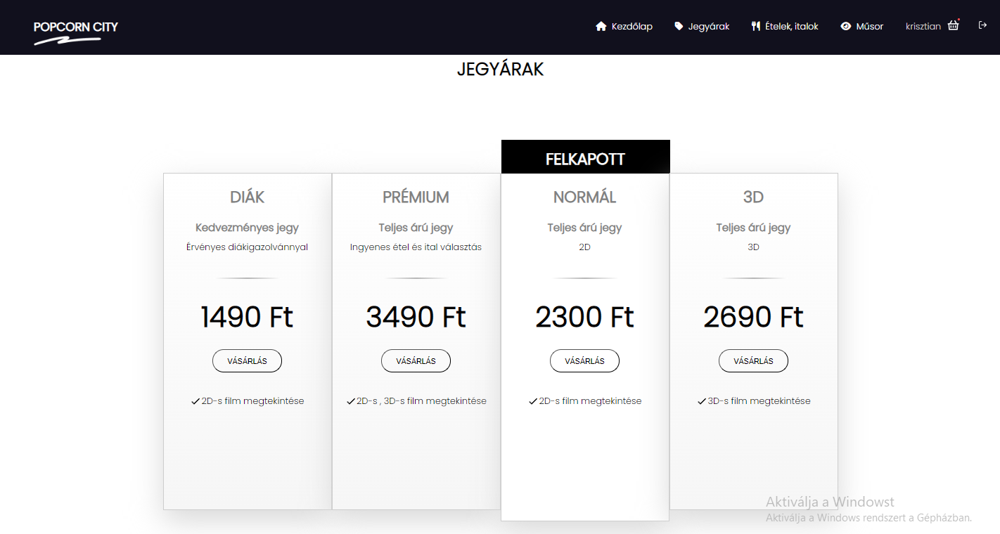 POPCORN CITY
Kezdőlap Jegyárak Ételek, italok Műsor krisztian
JEGYÁRAK
FELKAPOTT
DIÁK
Kedvezményes jegy
Érvényes diákigazolvánnyal
1490 Ft
VÁSÁRLÁS
2D-s film megtekintése
PRÉMIUM
Teljes árú jegy
Ingyenes étel és ital választás
3490 Ft
VÁSÁRLÁS
2D-s , 3D-s film megtekintése
NORMÁL
Teljes árú jegy
2D
2300 Ft
VÁSÁRLÁS
2D-s film megtekintése
3D
Teljes árú jegy
3D
2690 Ft
VÁSÁRLÁS
3D-s film megtekintése
Aktiválja a Windowst
Aktiválja a Windows rendszert a Gépházban.